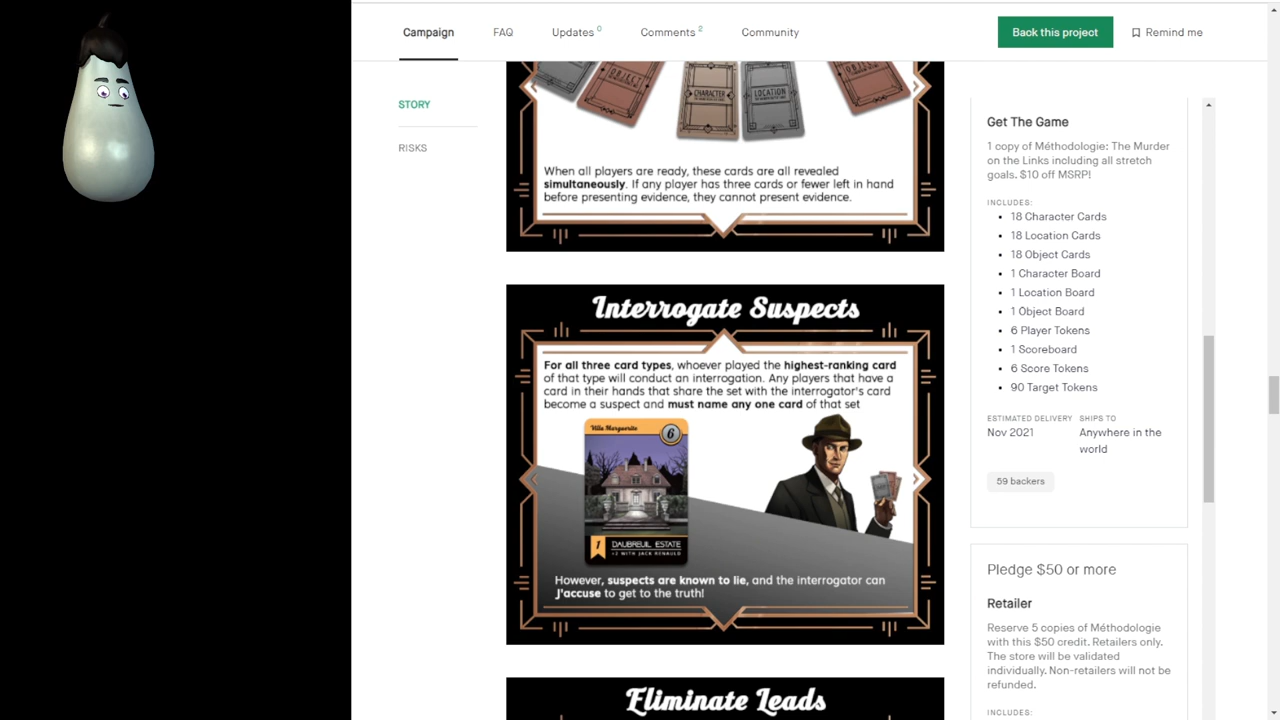 Campaign
FAQ
Updates 0
Comments 2
Community
Back this project
Remind me
STORY
RISKS
OBJECT
CHARACTER
LOCATION
OBJECT
When all players are ready, these cards are all revealed
simultaneously. If any player has three cards or fewer left in hand
before presenting evidence, they cannot present evidence.
Interrogate Suspects
For all three card types, whoever played the highest-ranking card
of that type will conduct an interrogation. Any players that have a
card in their hands that share the set with the interrogator's card
become a suspect and must name any one card of that set
Villa Marguerite
6
1
DAUBREUIL ESTATE
+2 WITH JACK RENAULD
However, suspects are known to lie, and the interrogator can
J'accuse to get to the truth!
Eliminate Leads
Get The Game
1 copy of Méthodologie: The Murder
on the Links including all stretch
goals. $10 off MSRP!
INCLUDES:
• 18 Character Cards
• 18 Location Cards
• 18 Object Cards
• 1 Character Board
• 1 Location Board
• 1 Object Board
• 6 Player Tokens
• 1 Scoreboard
• 6 Score Tokens
• 90 Target Tokens
ESTIMATED DELIVERY
Nov 2021
SHIPS TO
Anywhere in the
world
59 backers
Pledge $50 or more
Retailer
Reserve 5 copies of Méthodologie
with this $50 credit. Retailers only.
The store will be validated
individually. Non-retailers will not be
refunded.
INCLUDES: